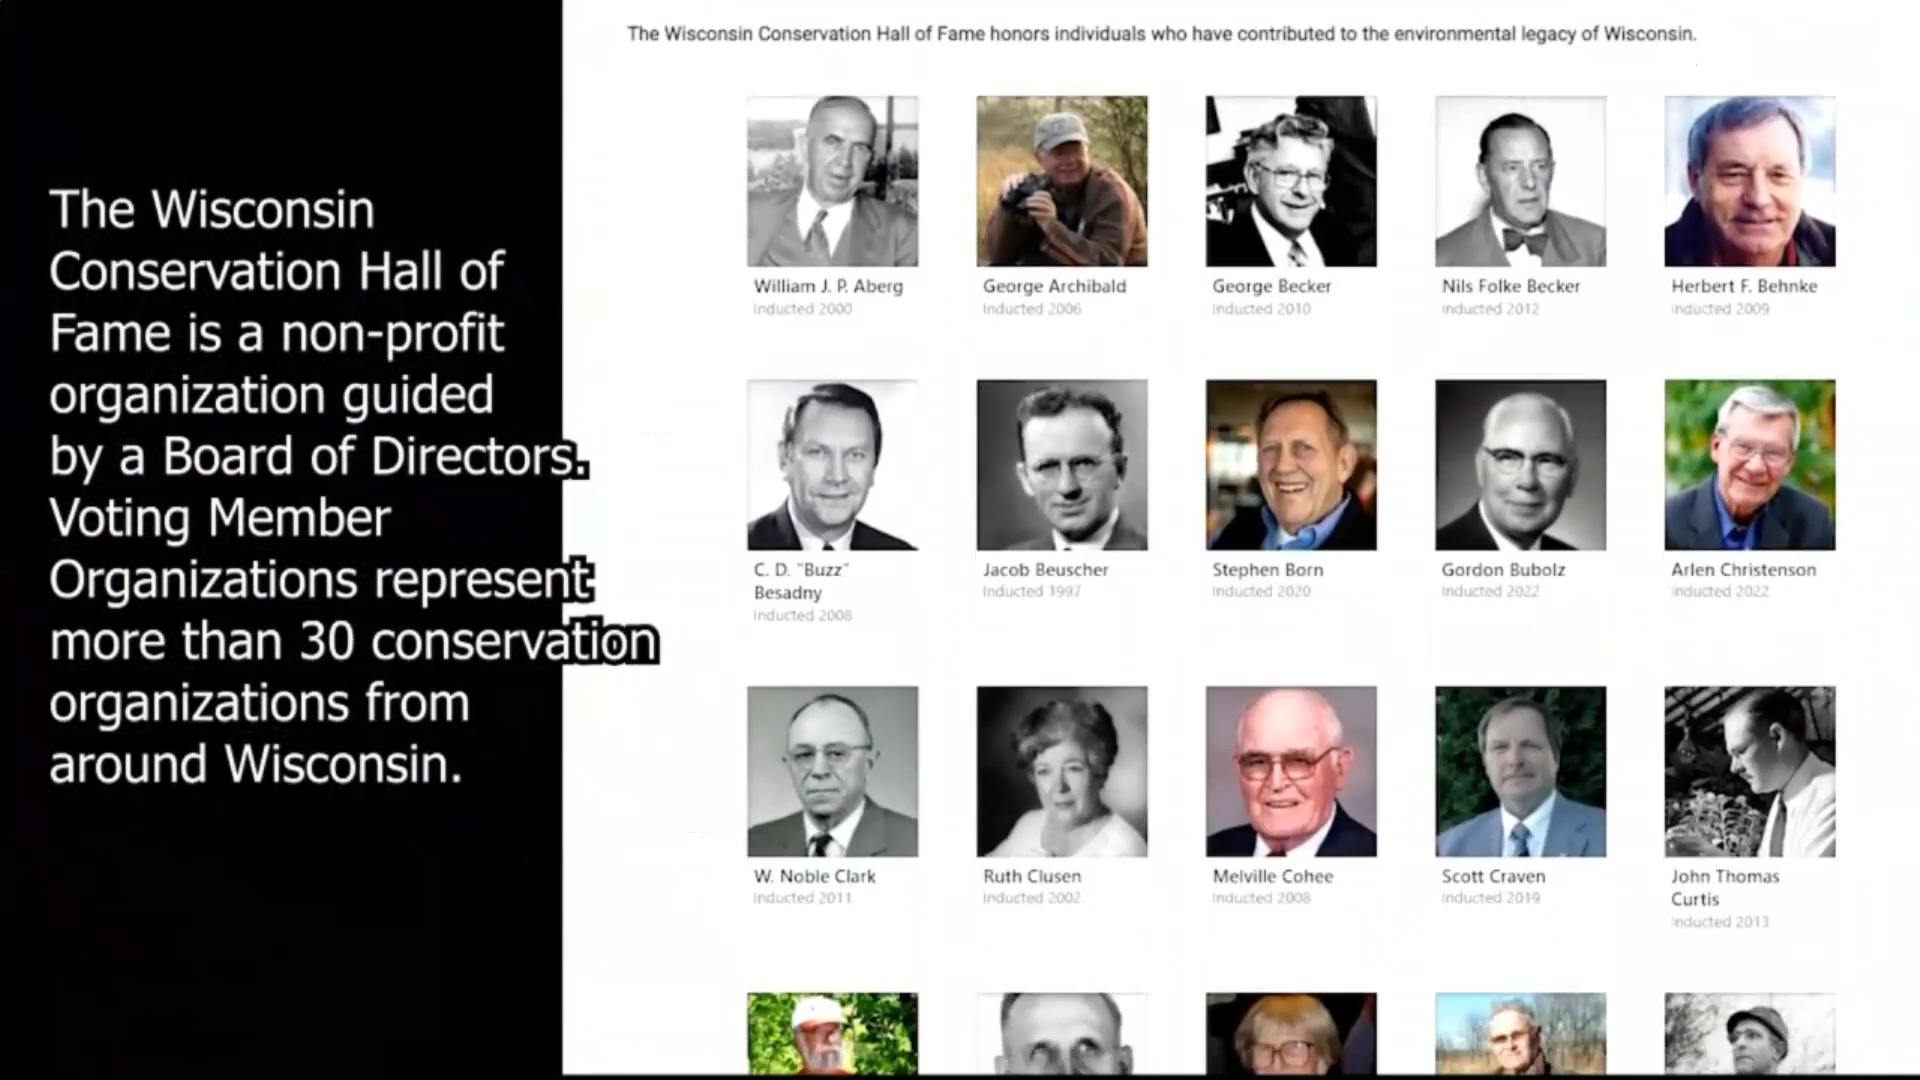 The Wisconsin Conservation Hall of Fame honors individuals who have contributed to the environmental legacy of Wisconsin.
The Wisconsin
Conservation Hall of
Fame is a non-profit
organization guided
by a Board of Directors.
Voting Member
Organizations represent
more than 30 conservation
organizations from
around Wisconsin.
William J. P. Aberg
Inducted 2000
George Archibald
Inducted 2006
George Becker
Inducted 2010
Nils Folke Becker
Inducted 2012
Herbert F. Behnke
Inducted 2009
C. D. "Buzz"
Besadny
Inducted 2008
Jacob Beuscher
Inducted 1997
Stephen Born
Inducted 2020
Gordon Bubolz
Inducted 2022
Arlen Christenson
Inducted 2022
W. Noble Clark
Inducted 2011
Ruth Clusen
Inducted 2002
Melville Cohee
Inducted 2008
Scott Craven
Inducted 2019
John Thomas
Curtis
Inducted 2013